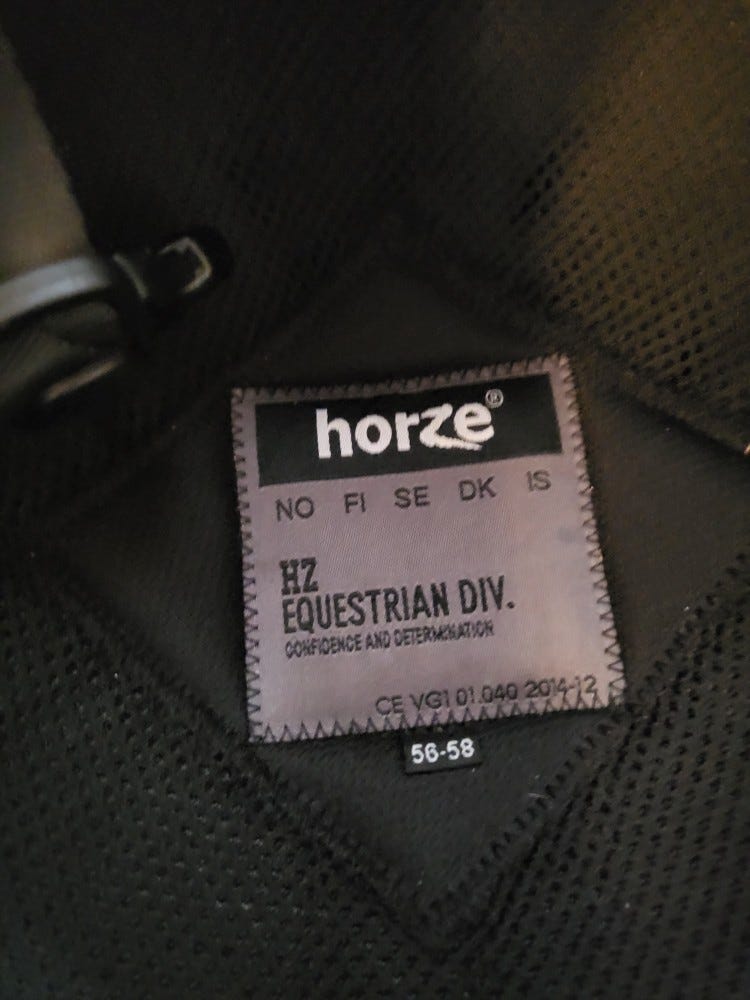 horze®
NO FI SE DK IS
HZ
EQUESTRIAN DIV.
CONFIDENCE AND DETERMINATION
CE VG1 01.040 2014-12
56-58